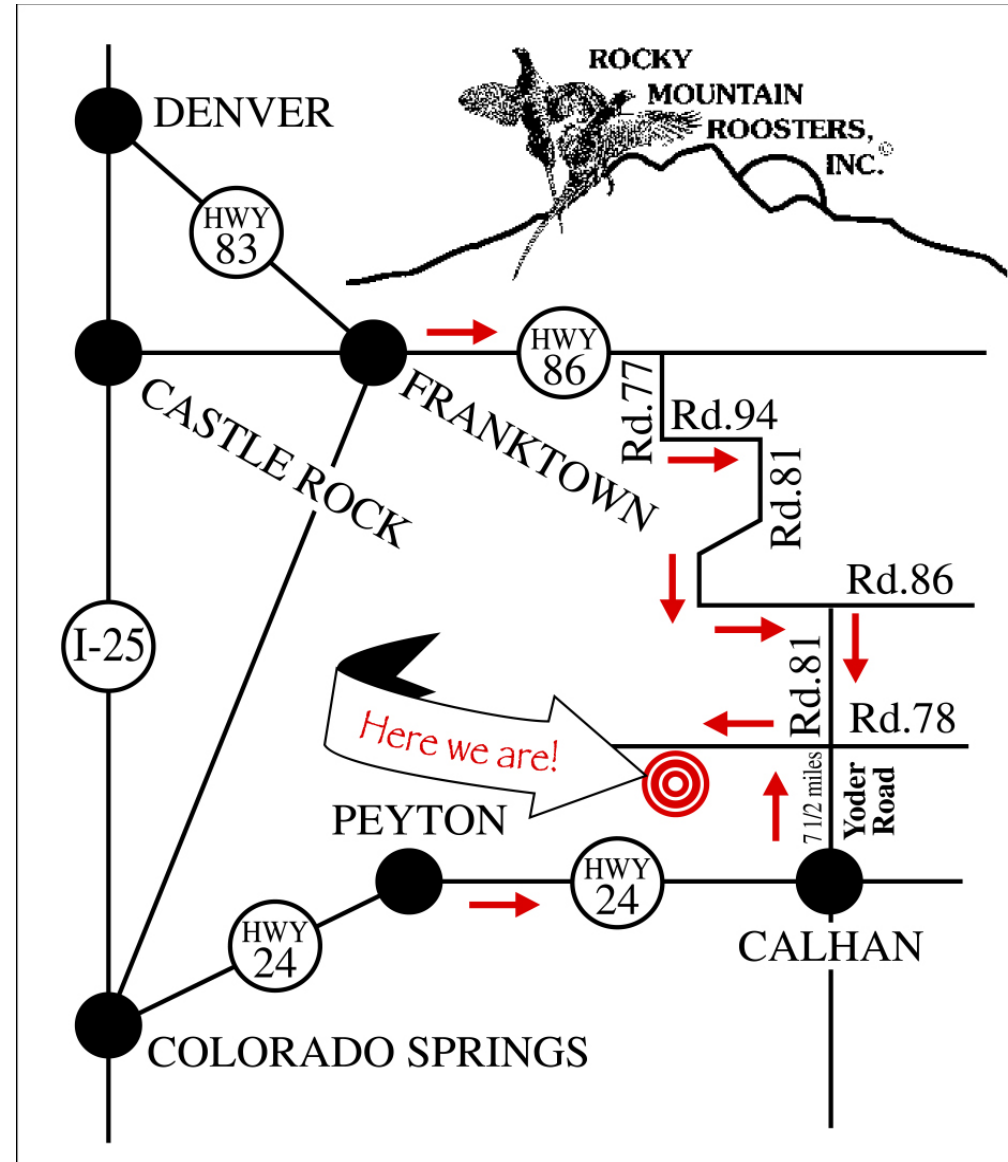 ROCKY
MOUNTAIN
ROOSTERS,
INC.©
DENVER
HWY
83
HWY
86
CASTLE ROCK
FRANKTOWN
Rd.77
Rd.94
Rd.81
Rd.86
I-25
Rd.81
Rd.78
Here we are!
7 1/2 miles
Yoder
Road
PEYTON
HWY
24
HWY
24
CALHAN
COLORADO SPRINGS